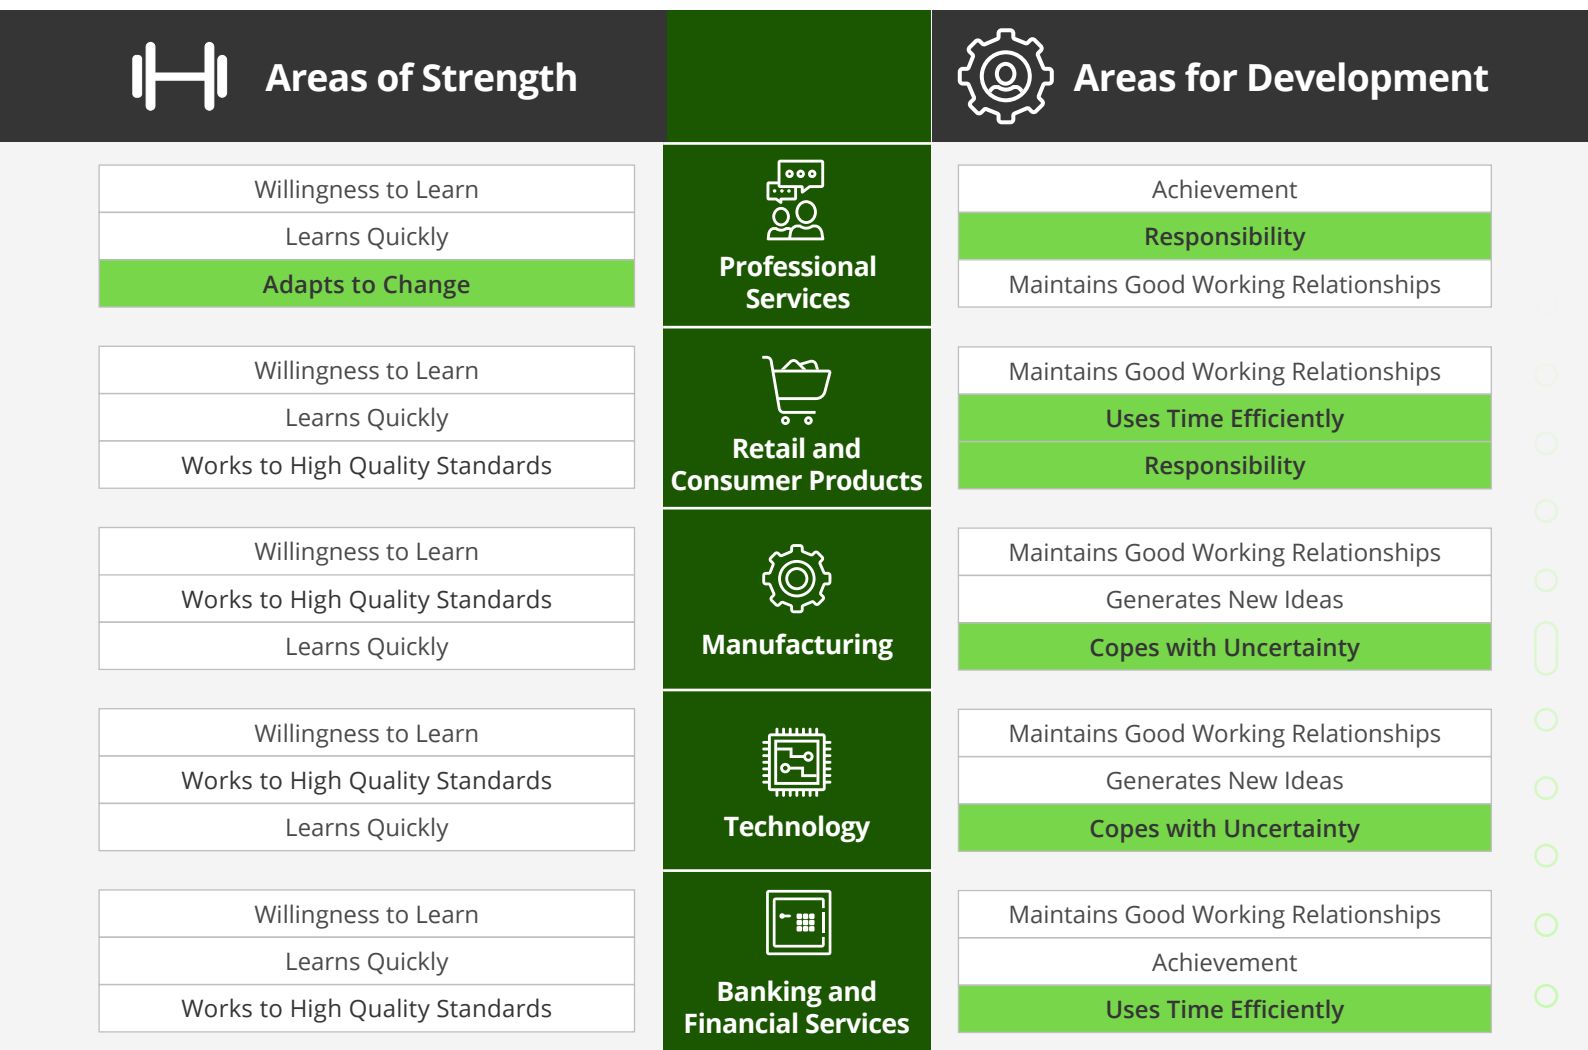 Areas of Strength
Areas for Development
Willingness to Learn
Learns Quickly
Adapts to Change
Professional
Services
Achievement
Responsibility
Maintains Good Working Relationships
Willingness to Learn
Learns Quickly
Works to High Quality Standards
Retail and
Consumer Products
Maintains Good Working Relationships
Uses Time Efficiently
Responsibility
Willingness to Learn
Works to High Quality Standards
Learns Quickly
Manufacturing
Maintains Good Working Relationships
Generates New Ideas
Copes with Uncertainty
Willingness to Learn
Works to High Quality Standards
Learns Quickly
Technology
Maintains Good Working Relationships
Generates New Ideas
Copes with Uncertainty
Willingness to Learn
Learns Quickly
Works to High Quality Standards
Banking and
Financial Services
Maintains Good Working Relationships
Achievement
Uses Time Efficiently